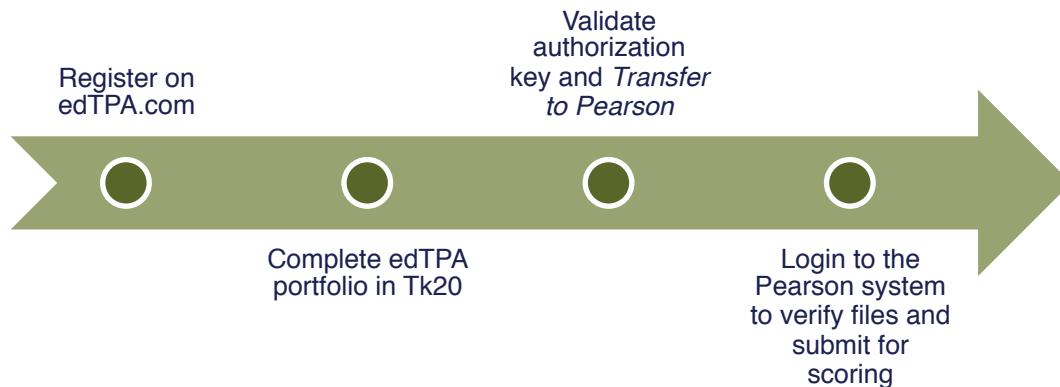 Register on
edTPA.com
Complete edTPA
portfolio in Tk20
Validate
authorization
key and Transfer
to Pearson
Login to the
Pearson system
to verify files and
submit for
scoring